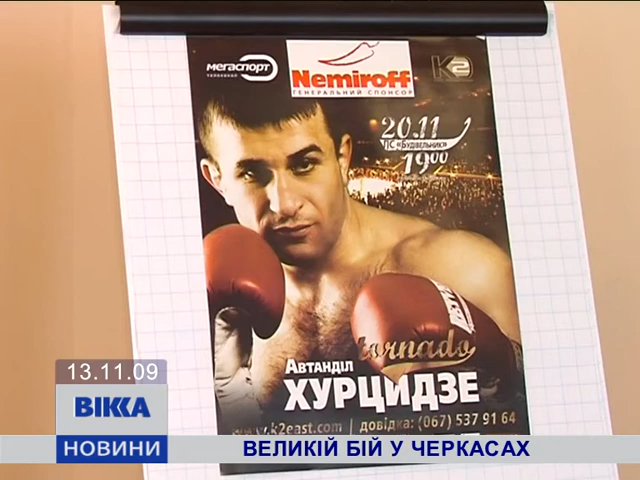 МЕГАСПОРТ
ТЕЛЕКАНАЛ
Nemiroff
ГЕНЕРАЛЬНИЙ СПОНСОР
K2
20.11
ПС «Будівельник»
19 00
tornado
АВТАНДІЛ
ХУРЦИДЗЕ
www.k2east.com | довідка: (067) 537 91 64
13.11.09
ВІККА
НОВИНИ
ВЕЛИКІЙ БІЙ У ЧЕРКАСАХ